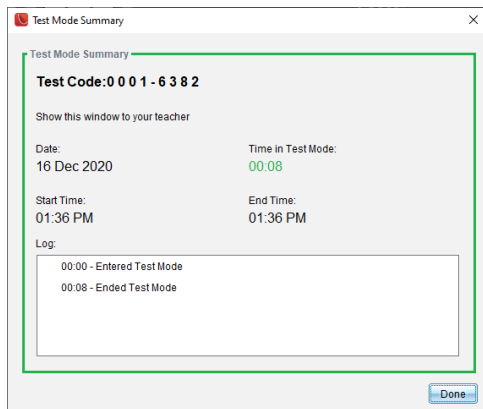 Test Mode Summary
Test Mode Summary
Test Code:0 0 0 1 - 6 3 8 2
Show this window to your teacher
Date:
Time in Test Mode:
16 Dec 2020
00:08
Start Time:
End Time:
01:36 PM
01:36 PM
Log:
00:00 - Entered Test Mode
00:08 - Ended Test Mode
Done